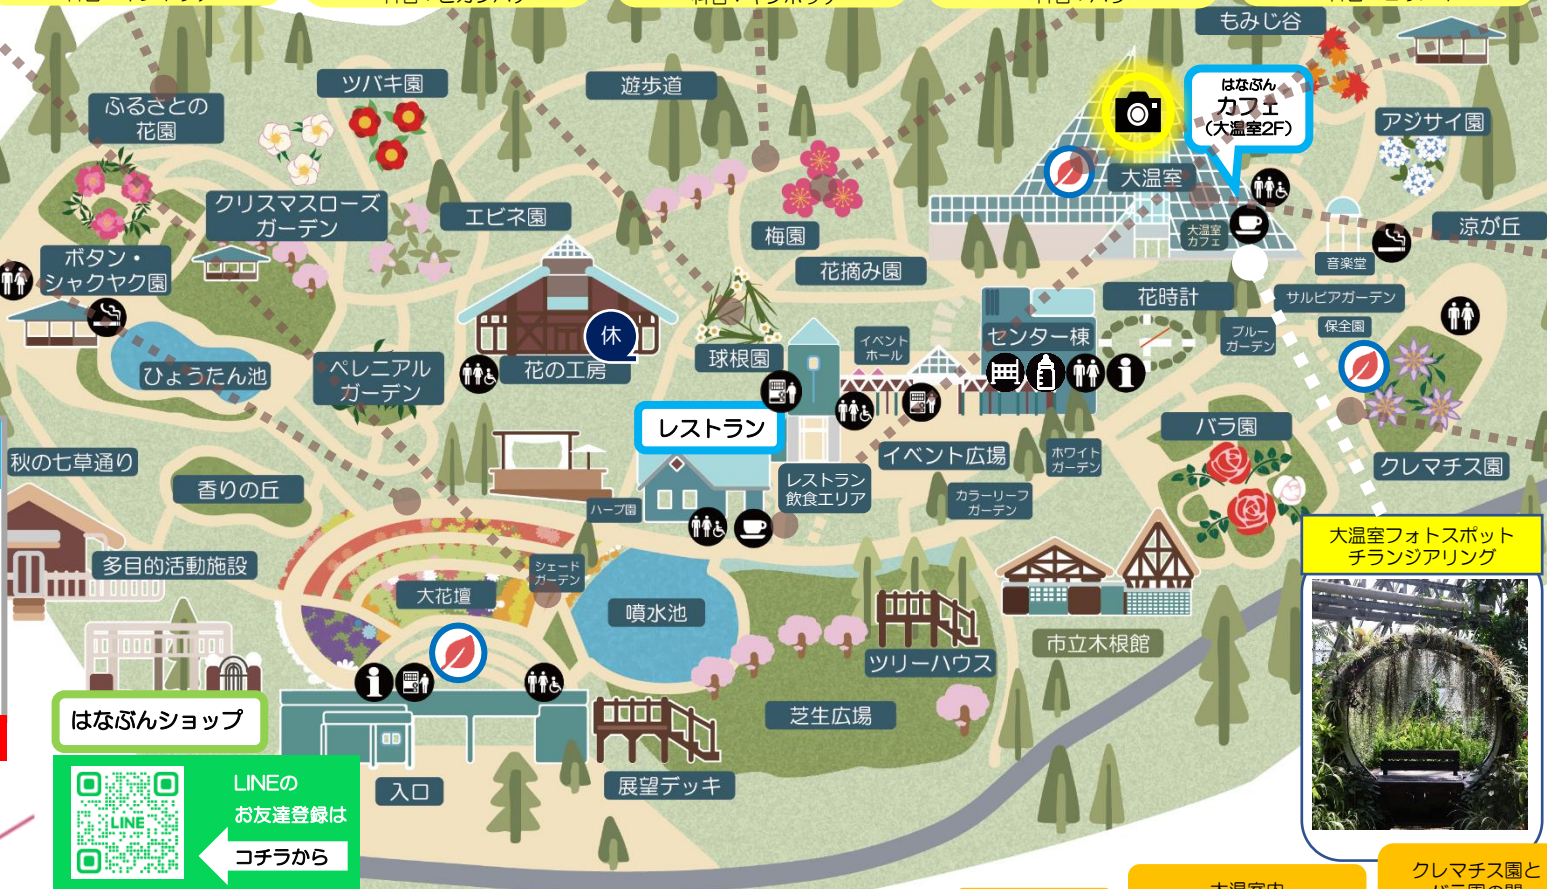 もみじ谷
ふるさとの
花園
ツバキ園
遊歩道
はなぶん
カフェ
(大温室2F)
アジサイ園
大温室
クリスマスローズ
ガーデン
エビネ園
梅園
大温室
カフェ
涼が丘
ボタン・
シャクヤク園
花摘み園
音楽堂
花時計
サルビアガーデン
保全園
ブルー
ガーデン
センター棟
イベント
ホール
休
花の工房
球根園
ひょうたん池
ペレニアル
ガーデン
レストラン
バラ園
秋の七草通り
香りの丘
イベント広場
ホワイト
ガーデン
クレマチス園
レストラン
飲食エリア
カラーリーフ
ガーデン
ハーブ園
多目的活動施設
シェード
ガーデン
大花壇
噴水池
大温室フォトスポット
チランジアリング
市立木根館
ツリーハウス
芝生広場
はなぶんショップ
展望デッキ
入口
LINEの
お友達登録は
コチラから
LINE
クレマチス園と